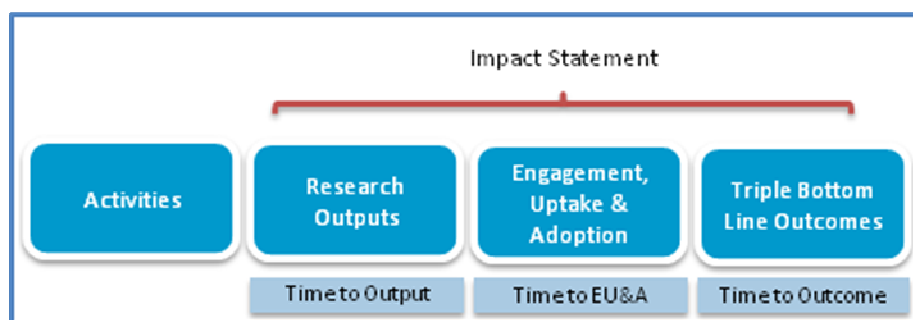 Impact Statement
Activities
Research
Outputs
Engagement,
Uptake &
Adoption
Triple Bottom
Line Outcomes
Time to Output
Time to EU&A
Time to Outcome